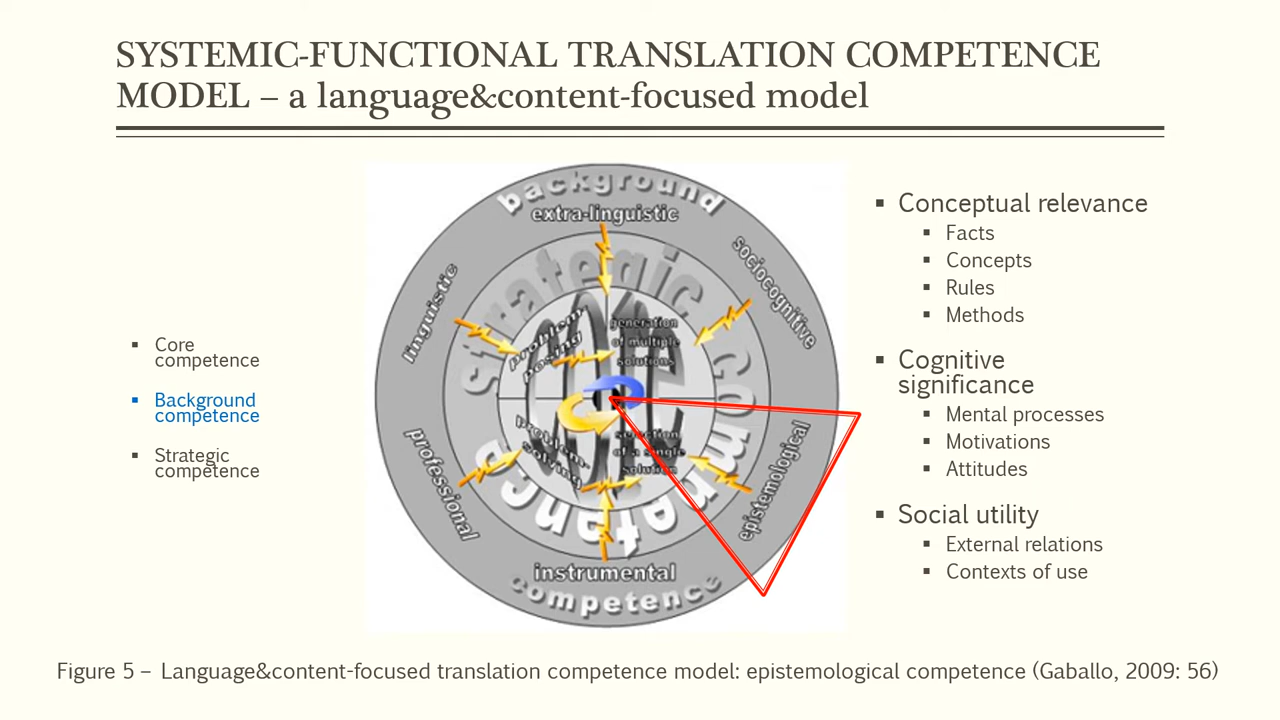 SYSTEMIC-FUNCTIONAL TRANSLATION COMPETENCE
MODEL – a language&content-focused model
Core
competence
Background
competence
Strategic
competence
background
extra-linguistic
sociocognitive
linguistic
strategic
competence
problem
posing
generation
of multiple
solutions
core
problem-
solving
selection
of a single
solution
professional
epistemological
instrumental
competence
Conceptual relevance
Facts
Concepts
Rules
Methods
Cognitive
significance
Mental processes
Motivations
Attitudes
Social utility
External relations
Contexts of use
Figure 5 – Language&content-focused translation competence model: epistemological competence (Gaballo, 2009: 56)